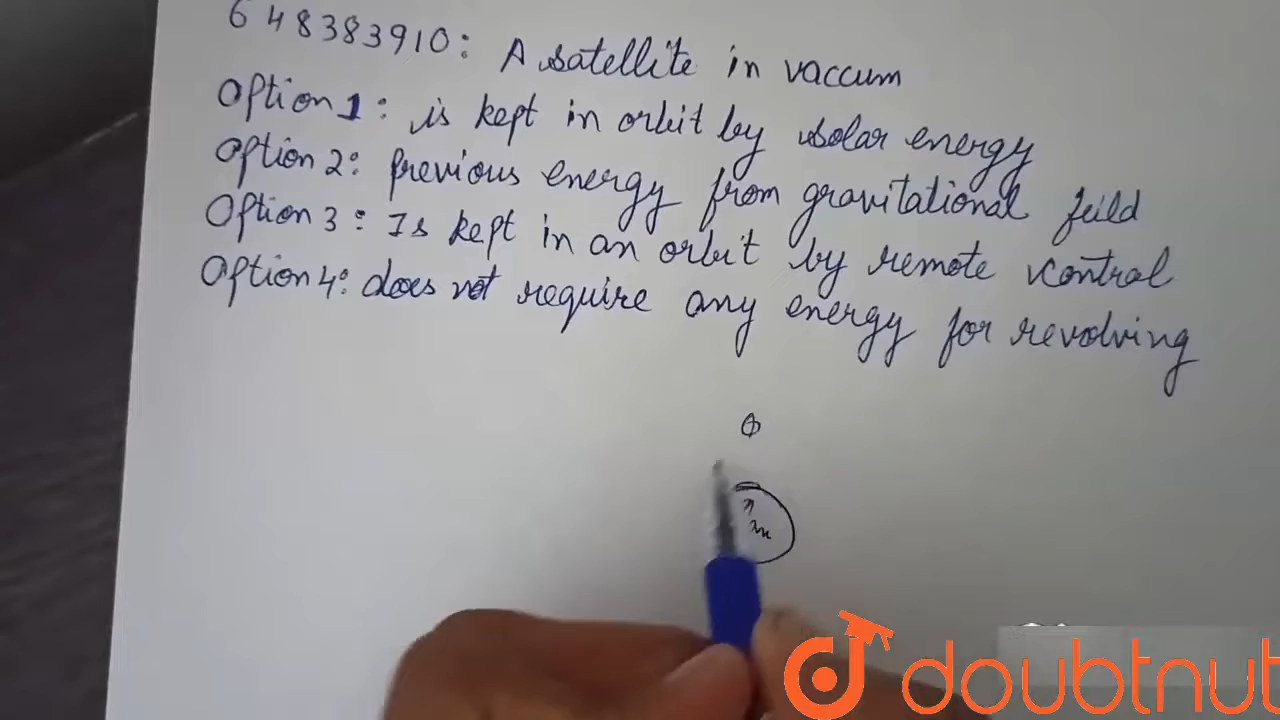 648383910: A satellite in vaccum
Option 1: is kept in orbit by solar energy
Option 2: previous energy from gravitational feild
Option 3: Is kept in an orbit by remote control
Option 4: does not require any energy for revolving
doubtnut